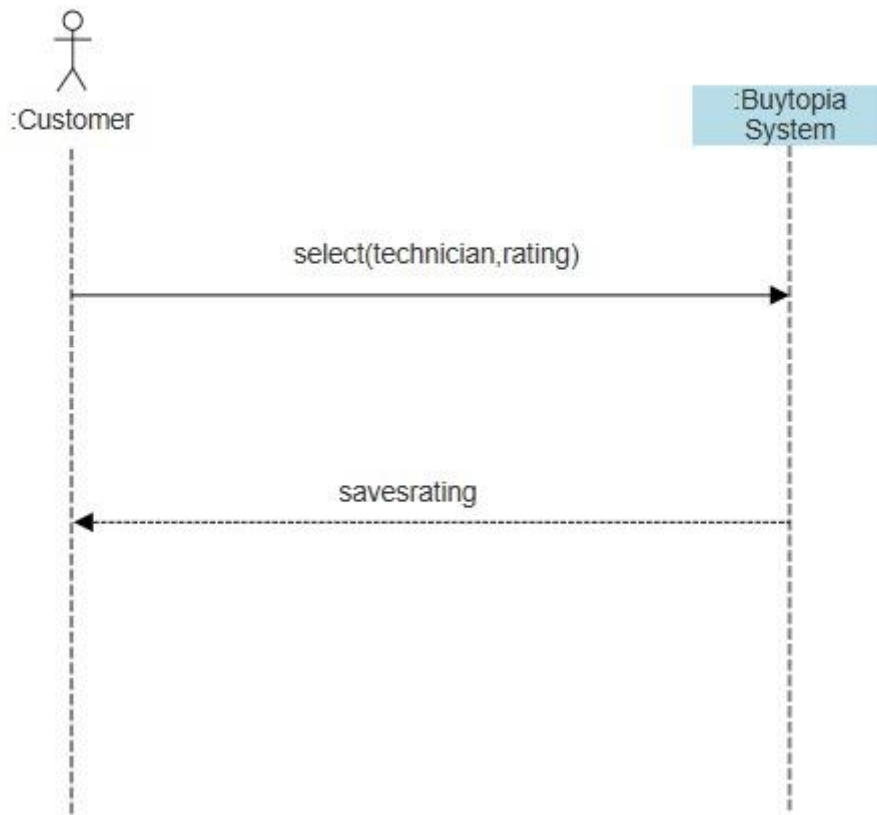 :Customer
:Buytopia
System
select(technician,rating)
savesrating